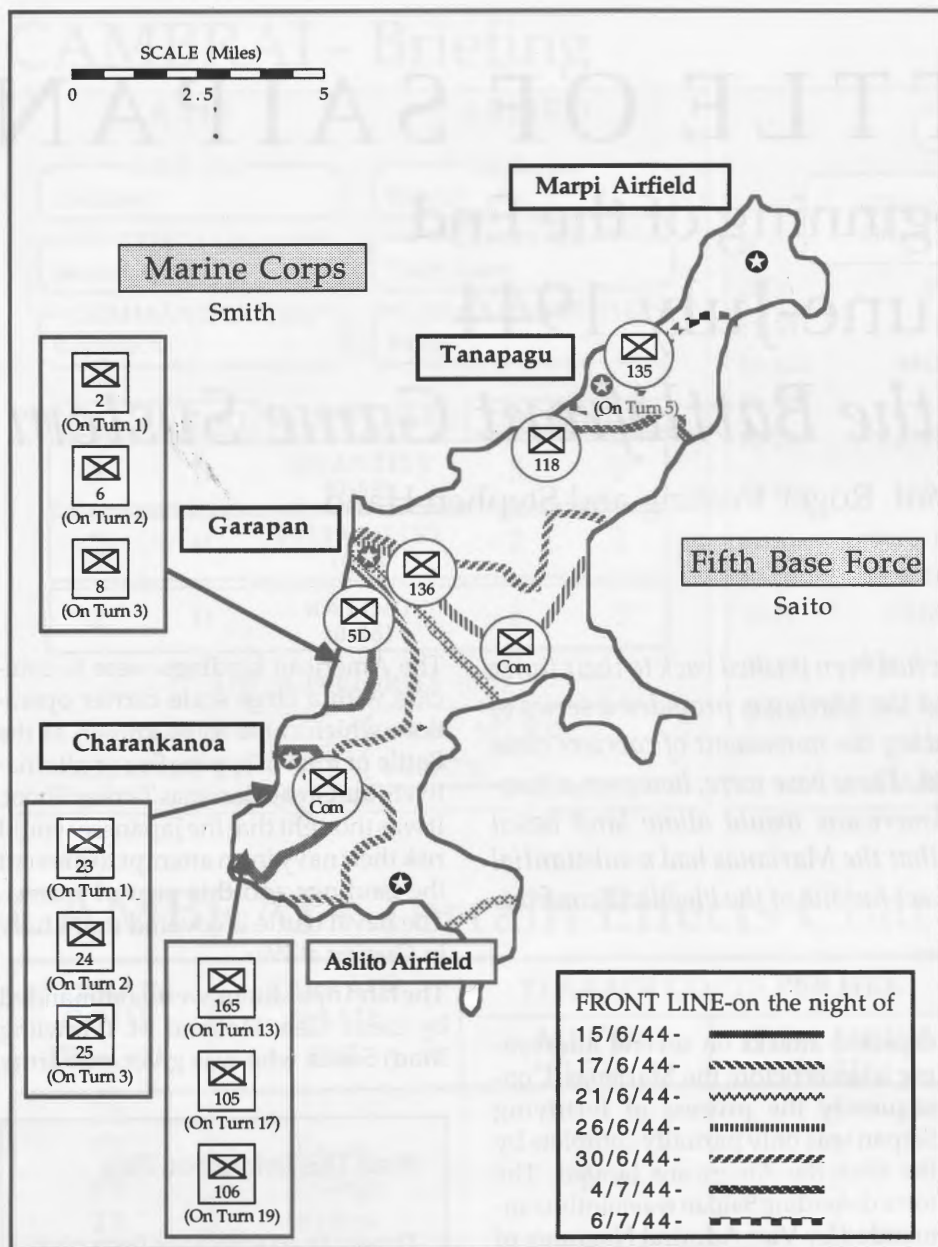 SCALE (Miles)
0 2.5 5
Marpi Airfield
Marine Corps
Smith
Tanapagu
135
(On Turn 5)
2
(On Turn 1)
6
(On Turn 2)
8
(On Turn 3)
118
Garapan
136
Fifth Base Force
Saito
5D
Com
Charankanoa
Com
23
(On Turn 1)
24
(On Turn 2)
25
(On Turn 3)
Aslito Airfield
165
(On Turn 13)
105
(On Turn 17)
106
(On Turn 19)
FRONT LINE-on the night of
15/6/44-
17/6/44-
21/6/44-
26/6/44-
30/6/44-
4/7/44-
6/7/44-